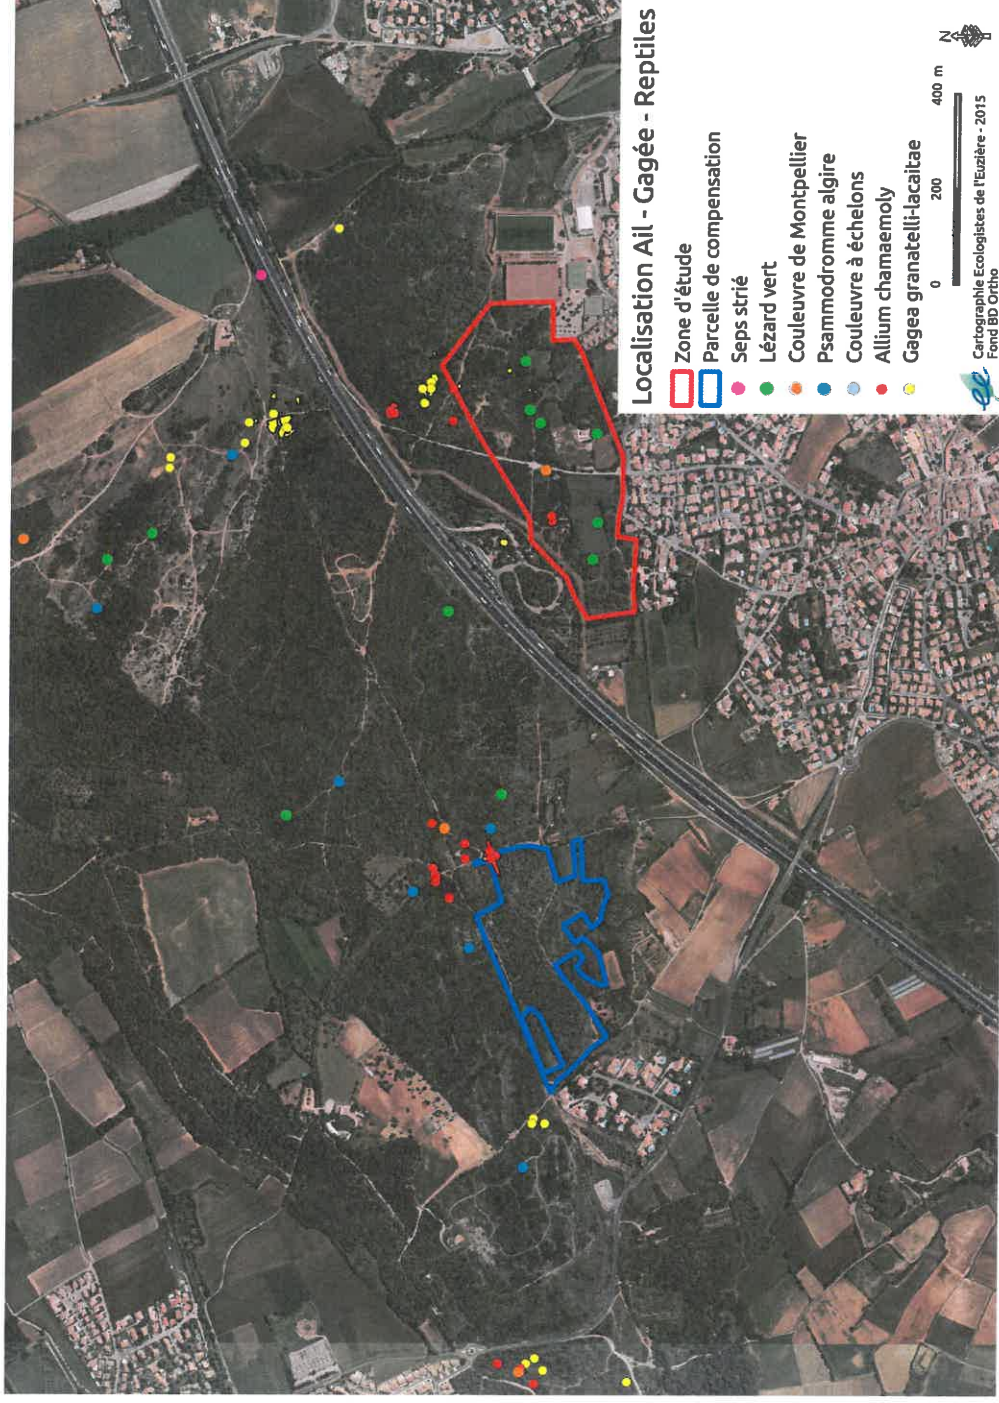 Localisation Ail - Gagée - Reptiles
Zone d'étude
Parcelle de compensation
Seps strié
Lézard vert
Couleuvre de Montpellier
Psammodromme algire
Couleuvre à échelons
Allium chamaemoly
Gagea granatelli-lacaitae
0 200 400 m
N
ee
Cartographie Ecologistes de l'Euzière - 2015
Fond BD Ortho